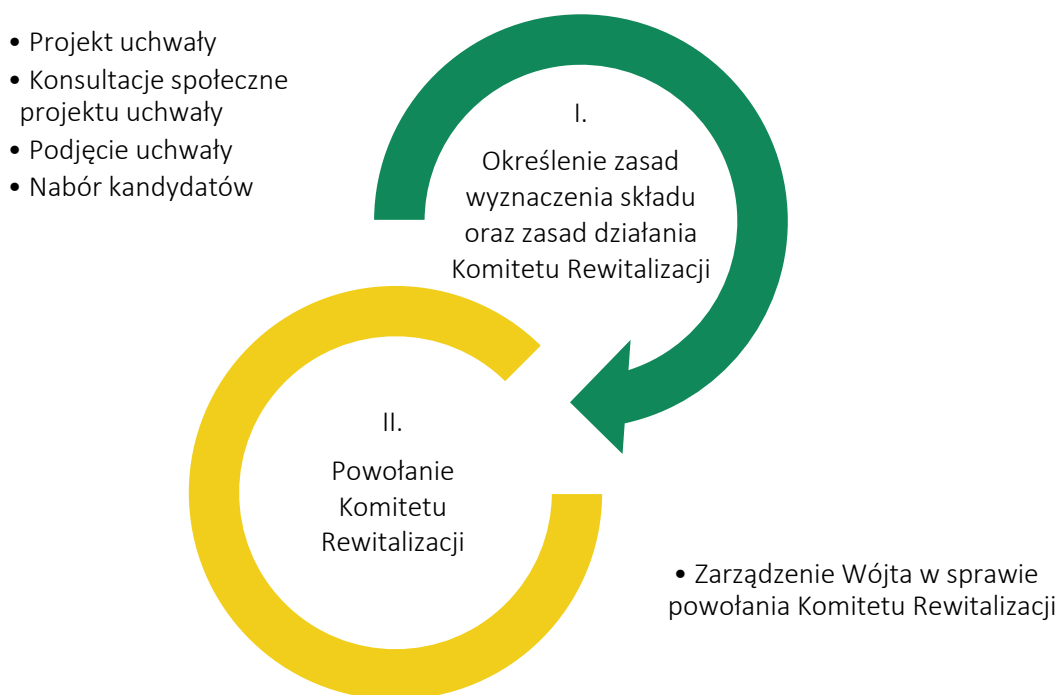 • Projekt uchwały
• Konsultacje społeczne
projektu uchwały
• Podjęcie uchwały
• Nabór kandydatów
I.
Określenie zasad
wyznaczenia składu
oraz zasad działania
Komitetu Rewitalizacji
II.
Powołanie
Komitetu
Rewitalizacji
• Zarządzenie Wójta w sprawie
powołania Komitetu Rewitalizacji